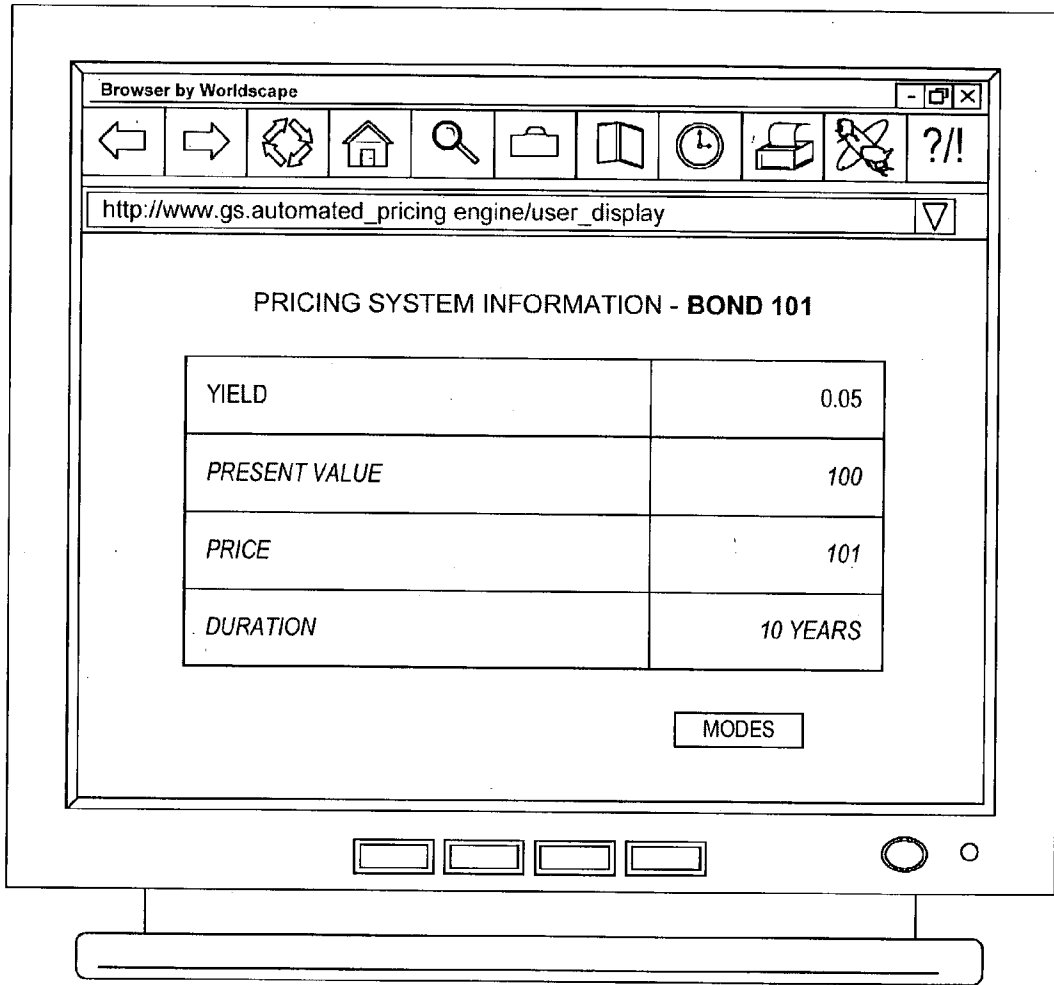 Browser by Worldscape
?/!
http://www.gs.automated_pricing engine/user_display
PRICING SYSTEM INFORMATION - BOND 101
YIELD 0.05
PRESENT VALUE 100
PRICE 101
DURATION 10 YEARS
MODES